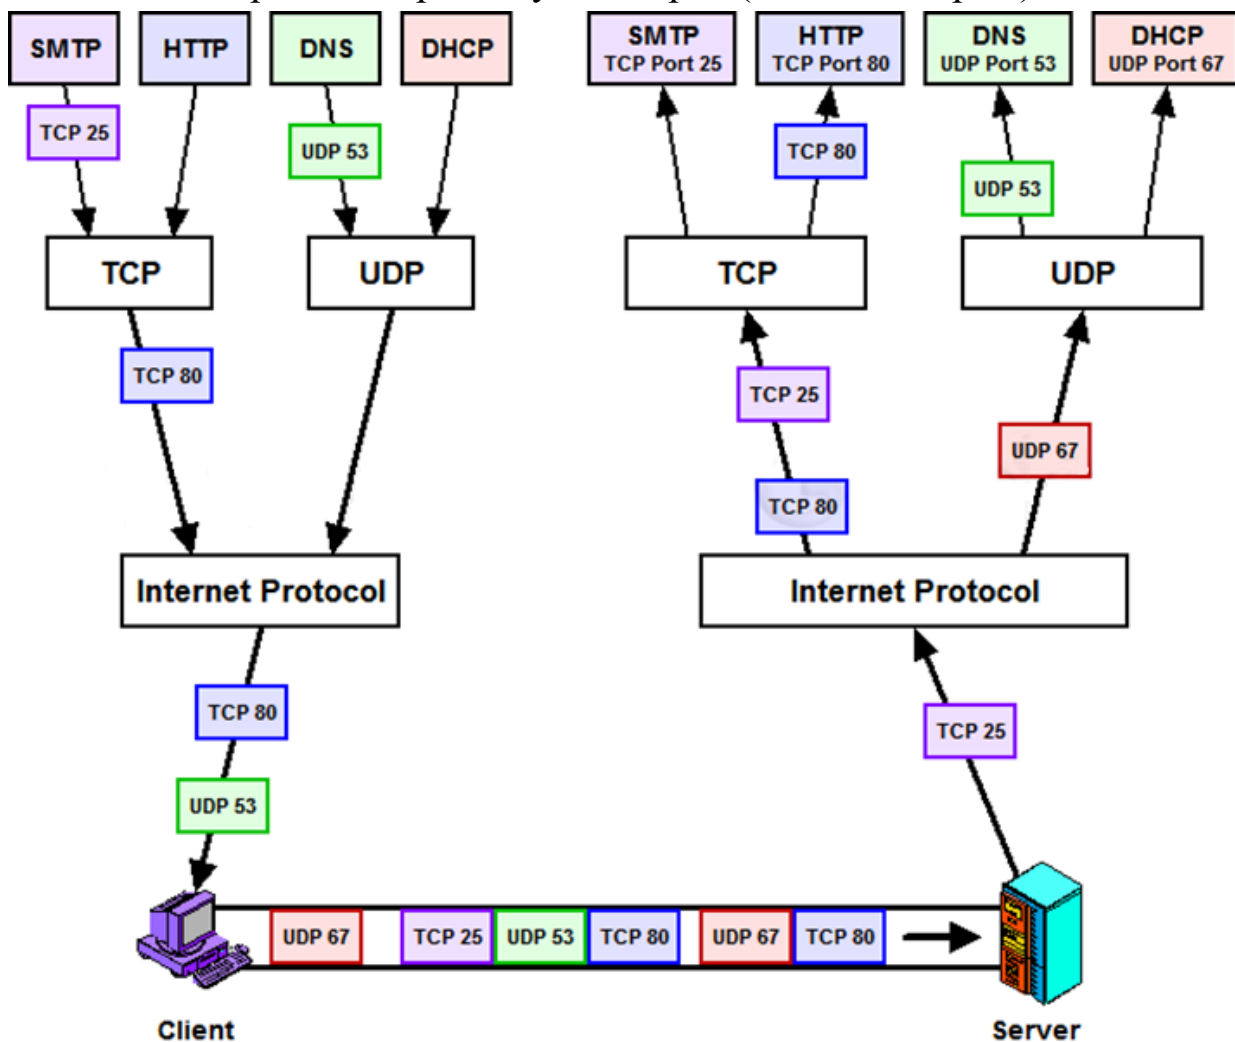 SMTP
HTTP
DNS
DHCP
SMTP
TCP Port 25
HTTP
TCP Port 80
DNS
UDP Port 53
DHCP
UDP Port 67
TCP 25
UDP 53
TCP 80
UDP 53
TCP
UDP
TCP
UDP
TCP 80
TCP 25
UDP 67
TCP 80
Internet Protocol
Internet Protocol
TCP 80
TCP 25
UDP 53
UDP 67
TCP 25
UDP 53
TCP 80
UDP 67
TCP 80
Client
Server